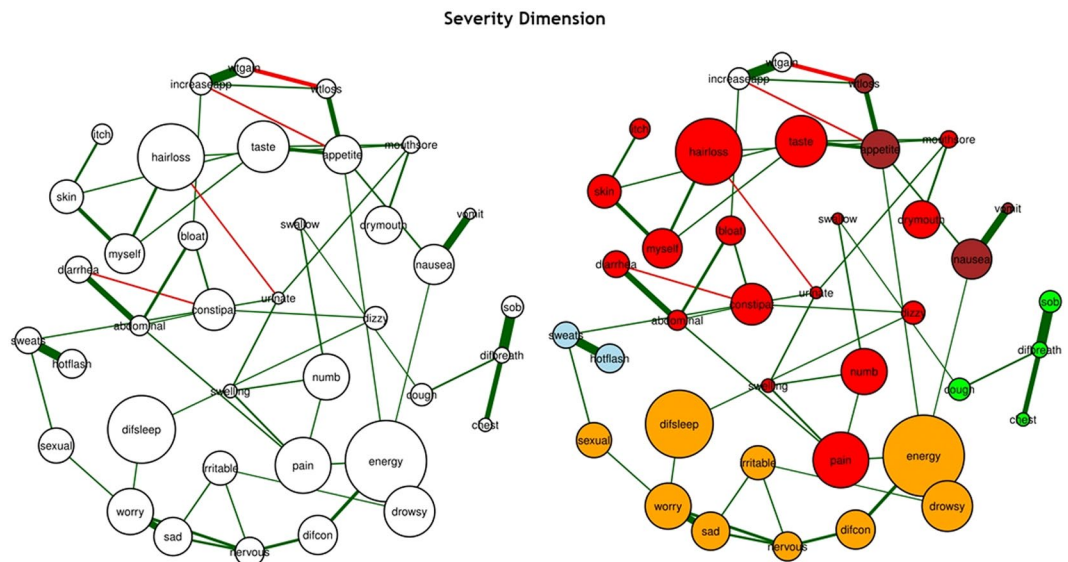 Severity Dimension
wtgain
increaseapp
wtloss
itch
hairloss
taste
appetite
mouthsore
skin
myself
bloat
swallow
drymouth
vomit
nausea
diarrhea
constipa
urinate
abdominal
dizzy
sob
sweats
hotflash
difbreath
numb
swelling
cough
chest
difsleep
sexual
rritable
pain
energy
worry
sad
nervous
difcon
drowsy
wtgain
increaseapp
wtloss
itch
hairloss
taste
appetite
mouthsore
skin
myself
bloat
swallow
drymouth
vomit
nausea
diarrhea
constipa
urinate
abdominal
dizzy
sob
sweats
hotflash
difbreath
numb
swelling
cough
chest
difsleep
sexual
rritable
pain
energy
worry
sad
nervous
difcon
drowsy